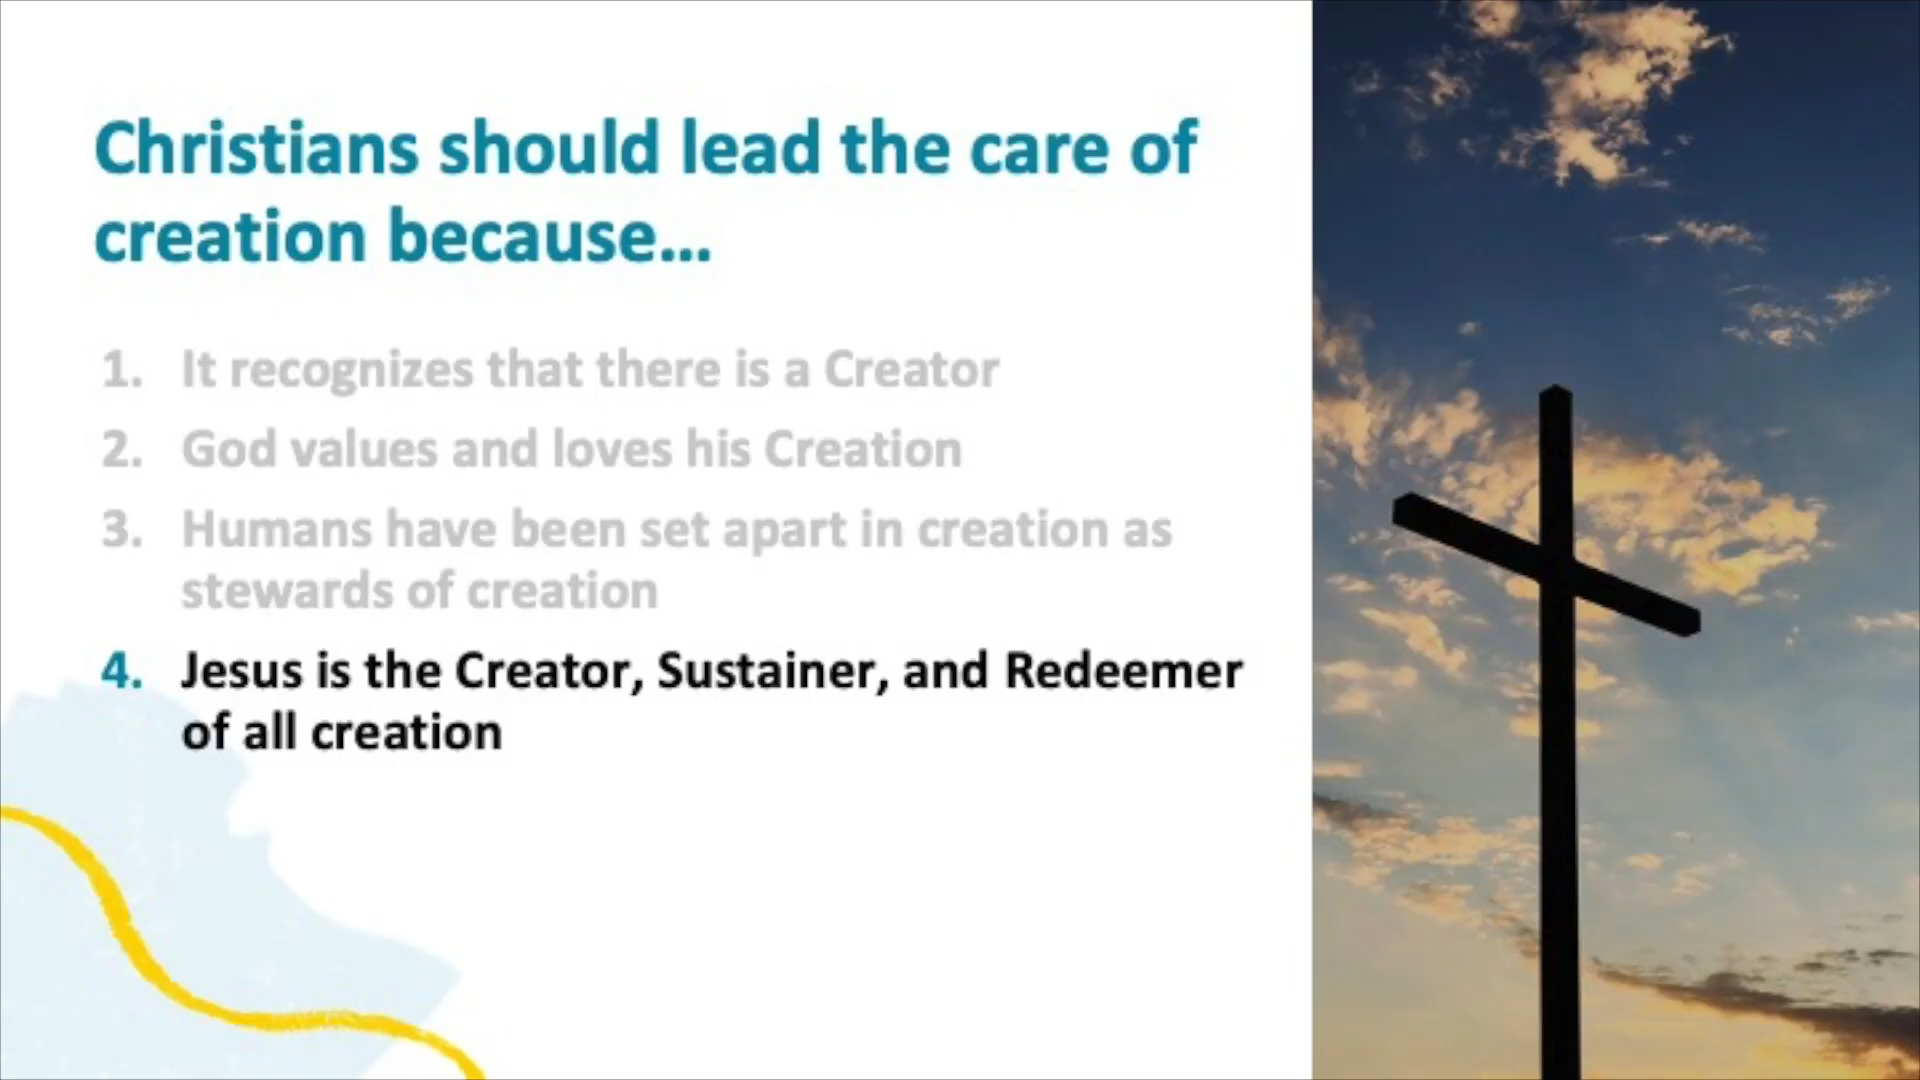 Christians should lead the care of
creation because...
1. It recognizes that there is a Creator
2. God values and loves his Creation
3. Humans have been set apart in creation as
stewards of creation
4. Jesus is the Creator, Sustainer, and Redeemer
of all creation